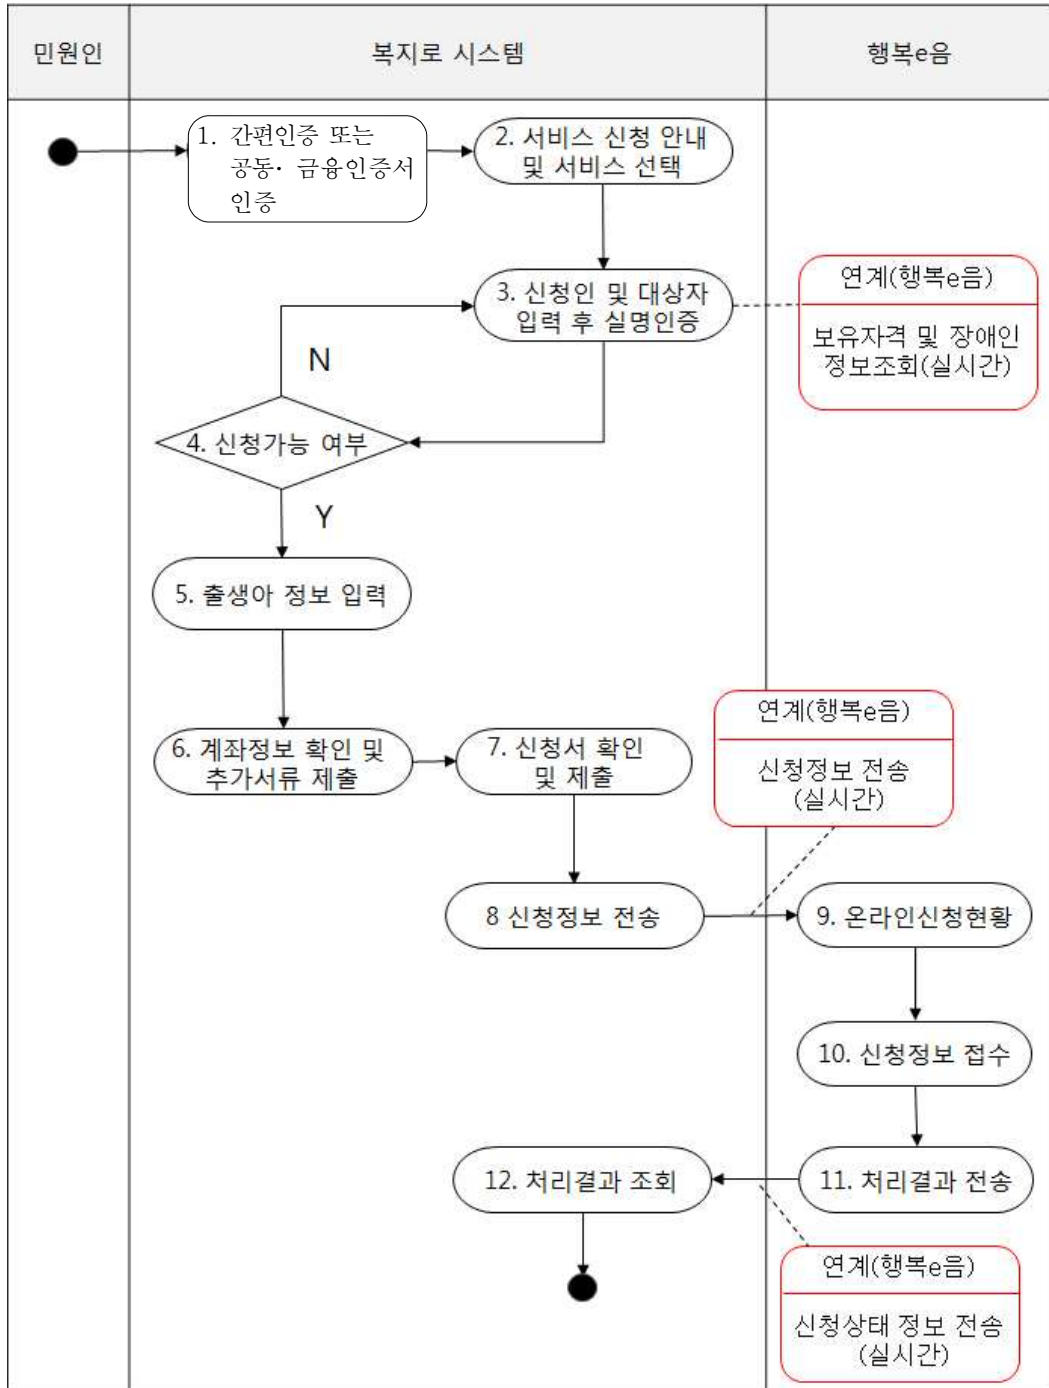 민원인
복지로 시스템
행복e음
1. 간편인증 또는
공동· 금융인증서
인증
2. 서비스 신청 안내
및 서비스 선택
3. 신청인 및 대상자
입력 후 실명인증
연계(행복e음)
보유자격 및 장애인
정보조회(실시간)
N
4. 신청가능 여부
Y
5. 출생아 정보 입력
6. 계좌정보 확인 및
추가서류 제출
7. 신청서 확인
및 제출
연계(행복e음)
신청정보 전송
(실시간)
8 신청정보 전송
9. 온라인신청현황
10. 신청정보 접수
11. 처리결과 전송
12. 처리결과 조회
연계(행복e음)
신청상태 정보 전송
(실시간)